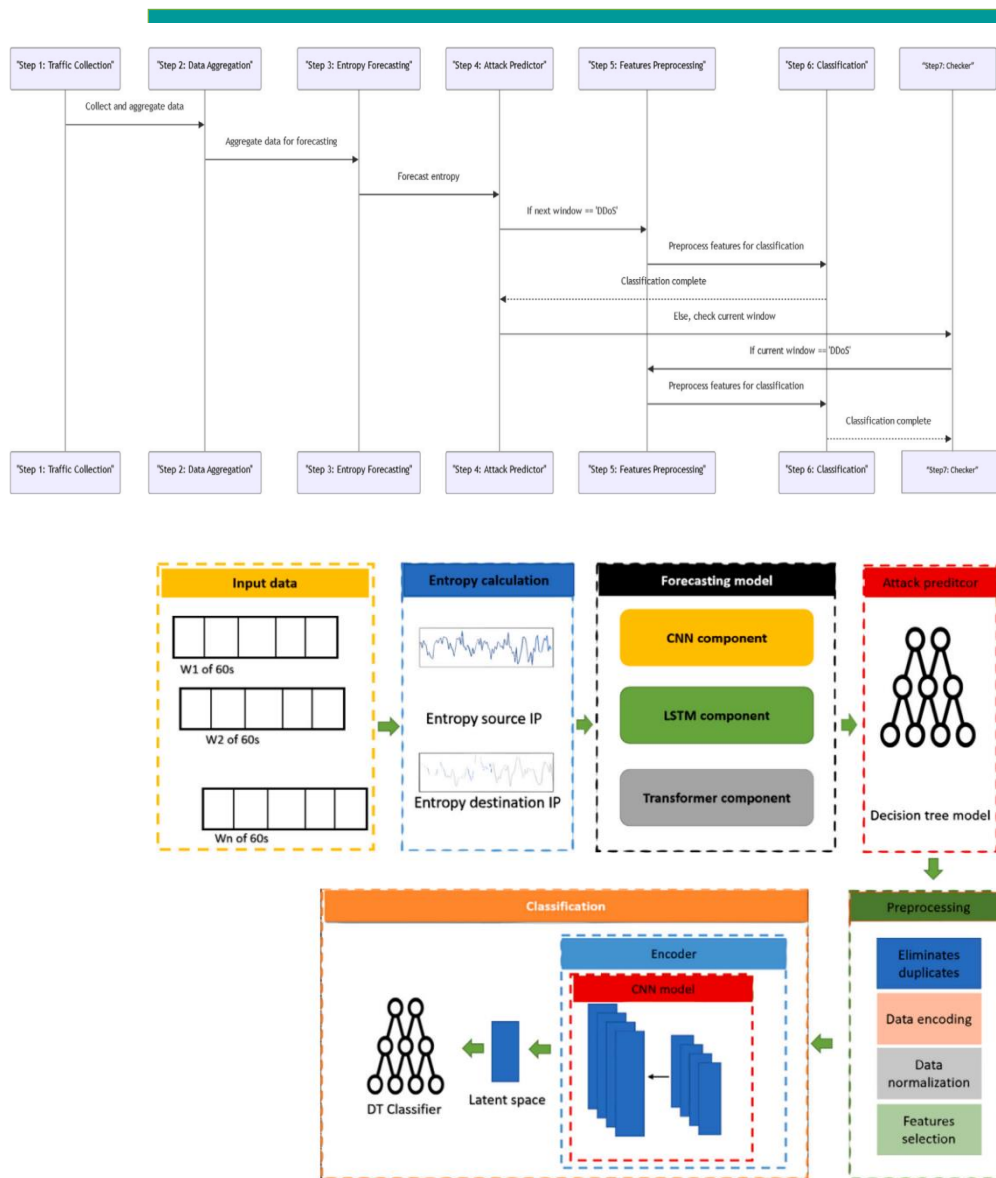 "Step 1: Traffic Collection"
"Step 2: Data Aggregation"
"Step 3: Entropy Forecasting"
"Step 4: Attack Predictor"
"Step 5: Features Preprocessing"
"Step 6: Classification"
"Step7: Checker"
Collect and aggregate data
Aggregate data for forecasting
Forecast entropy
If next window == 'DDoS'
Preprocess features for classification
Classification complete
Else, check current window
If current window == 'DDoS'
Preprocess features for classification
Classification complete
"Step 1: Traffic Collection"
"Step 2: Data Aggregation"
"Step 3: Entropy Forecasting"
"Step 4: Attack Predictor"
"Step 5: Features Preprocessing"
"Step 6: Classification"
"Step7: Checker"
Input data
W1 of 60s
W2 of 60s
Wn of 60s
Entropy calculation
Entropy source IP
Entropy destination IP
Forecasting model
CNN component
LSTM component
Transformer component
Attack preditcor
Decision tree model
Preprocessing
Eliminates
duplicates
Data encoding
Data
normalization
Features
selection
Classification
Encoder
CNN model
Latent space
DT Classifier